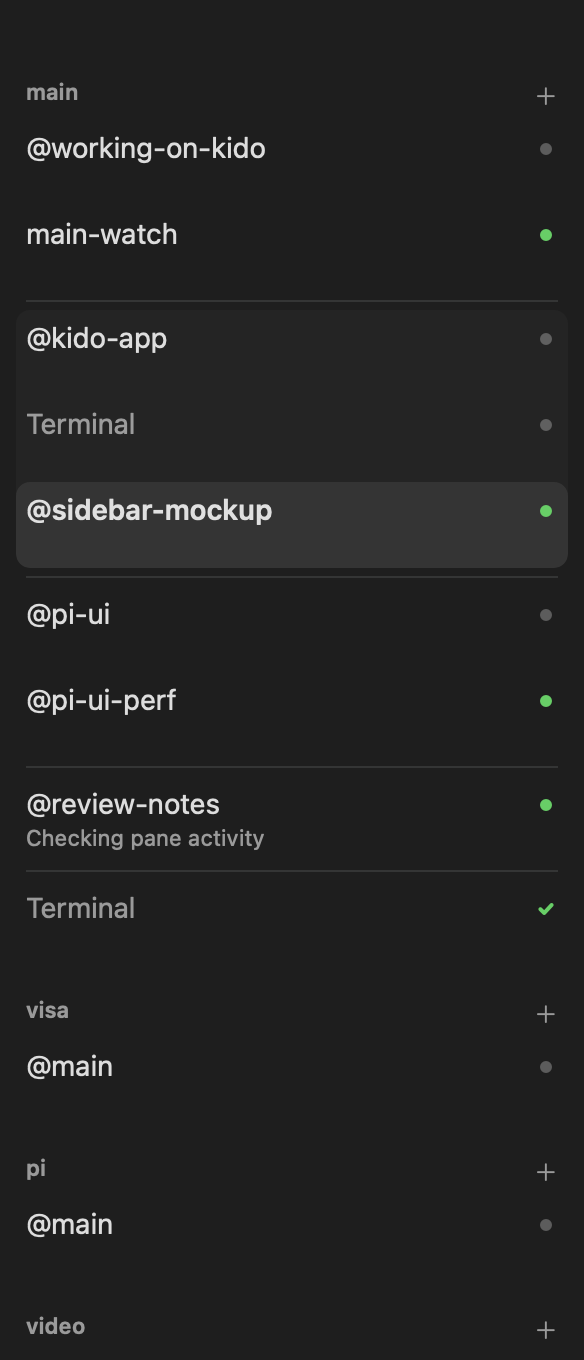 main
@working-on-kido
main-watch
@kido-app
Terminal
@sidebar-mockup
@pi-ui
@pi-ui-perf
@review-notes
Checking pane activity
Terminal
visa
@main
pi
@main
video